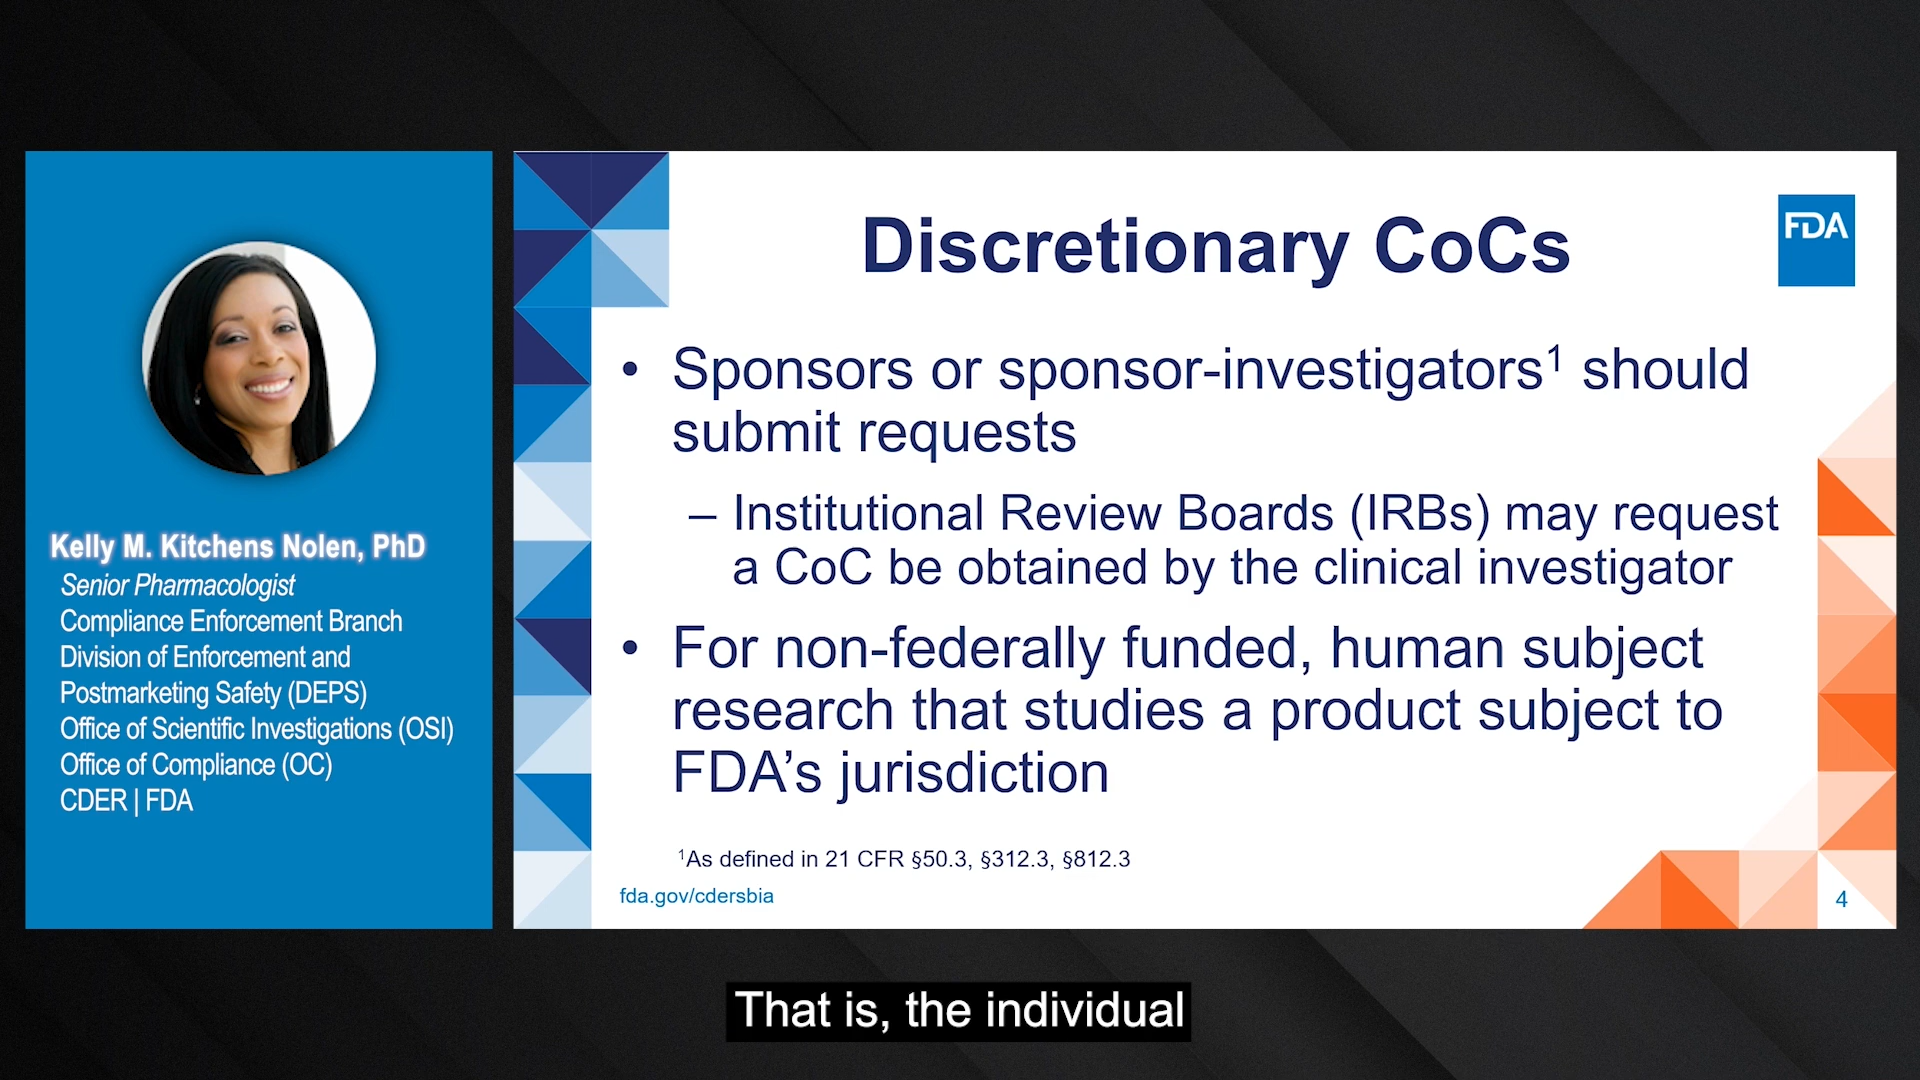 Kelly M. Kitchens Nolen, PhD
Senior Pharmacologist
Compliance Enforcement Branch
Division of Enforcement and
Postmarketing Safety (DEPS)
Office of Scientific Investigations (OSI)
Office of Compliance (OC)
CDER | FDA
Discretionary CoCs
FDA
• Sponsors or sponsor-investigators¹ should
submit requests
– Institutional Review Boards (IRBs) may request
a CoC be obtained by the clinical investigator
• For non-federally funded, human subject
research that studies a product subject to
FDA’s jurisdiction
¹As defined in 21 CFR §50.3, §312.3, §812.3
fda.gov/cdersbia
4
That is, the individual